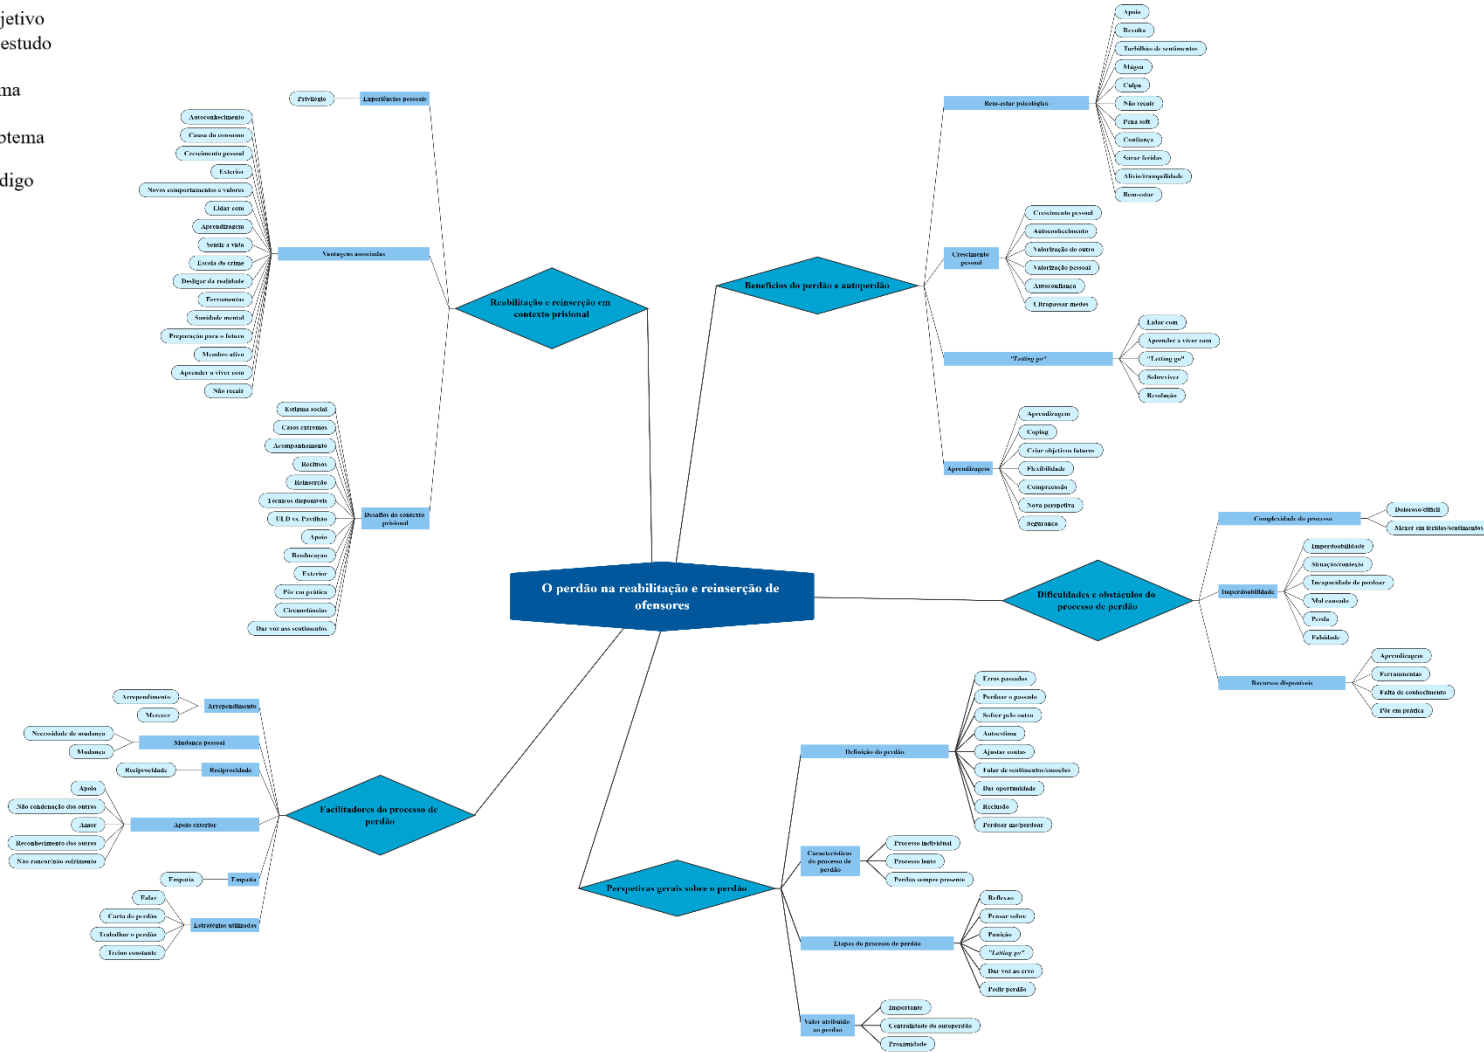 jetivo
estudo
ma
otema
digo
O perdão na reabilitação e reinserção de
ofensores
Reabilitação e reinserção em
contexto prisional
Experiências pessoais
Privilégio
Vantagens associadas
Autoconhecimento
Causa do consumo
Crescimento pessoal
Exterior
Novos comportamentos e valores
Lidar com
Aprendizagem
Sentir a vida
Escola do crime
Desligar da realidade
Ferramentas
Sanidade mental
Preparação para o futuro
Membro ativo
Aprender a viver com
Não recair
Desafios do contexto
prisional
Estigma social
Casos extremos
Acompanhamento
Reclusos
Reinserção
Técnicos disponíveis
ULD vs. Pavilhão
Apoio
Reeducação
Exterior
Pôr em prática
Circunstâncias
Dar voz aos sentimentos
Benefícios do perdão e autoperdão
Bem-estar psicológico
Apoio
Revolta
Turbilhão de sentimentos
Mágoa
Culpa
Não recair
Pena soft
Confiança
Sarar feridas
Alívio/tranquilidade
Bem-estar
Crescimento
pessoal
Crescimento pessoal
Autoconhecimento
Valorização do outro
Valorização pessoal
Autoconfiança
Ultrapassar medos
"Letting go"
Lidar com
Aprender a viver com
"Letting go"
Sobreviver
Resolução
Aprendizagem
Aprendizagem
Coping
Criar objetivos futuros
Flexibilidade
Compreensão
Nova perspetiva
Segurança
Dificuldades e obstáculos do
processo de perdão
Complexidade do processo
Doloroso/difícil
Mexer em feridas/sentimentos
Imperdoabilidade
Imperdoabilidade
Situação/contexto
Incapacidade de perdoar
Mal causado
Perda
Falsidade
Recursos disponíveis
Aprendizagem
Ferramentas
Falta de conhecimento
Pôr em prática
Facilitadores do processo de
perdão
Arrependimento
Arrependimento
Merecer
Mudança pessoal
Necessidade de mudança
Mudança
Reciprocidade
Reciprocidade
Apoio exterior
Apoio
Não condenação dos outros
Amor
Reconhecimento dos outros
Não rancor/não sofrimento
Empatia
Empatia
Estratégias utilizadas
Falar
Carta do perdão
Trabalhar o perdão
Treino constante
Perspetivas gerais sobre o perdão
Definição do perdão
Erros passados
Perdoar o passado
Sofrer pelo outro
Autoestima
Ajustar contas
Falar de sentimentos/emoções
Dar oportunidade
Reclusão
Perdoar me/perdoar
Características
do processo de
perdão
Processo individual
Processo lento
Perdão sempre presente
Etapas do processo de perdão
Reflexão
Pensar sobre
Punição
"Letting go"
Dar voz ao erro
Pedir perdão
Valor atribuído
ao perdão
Importante
Centralidade do autoperdão
Proximidade